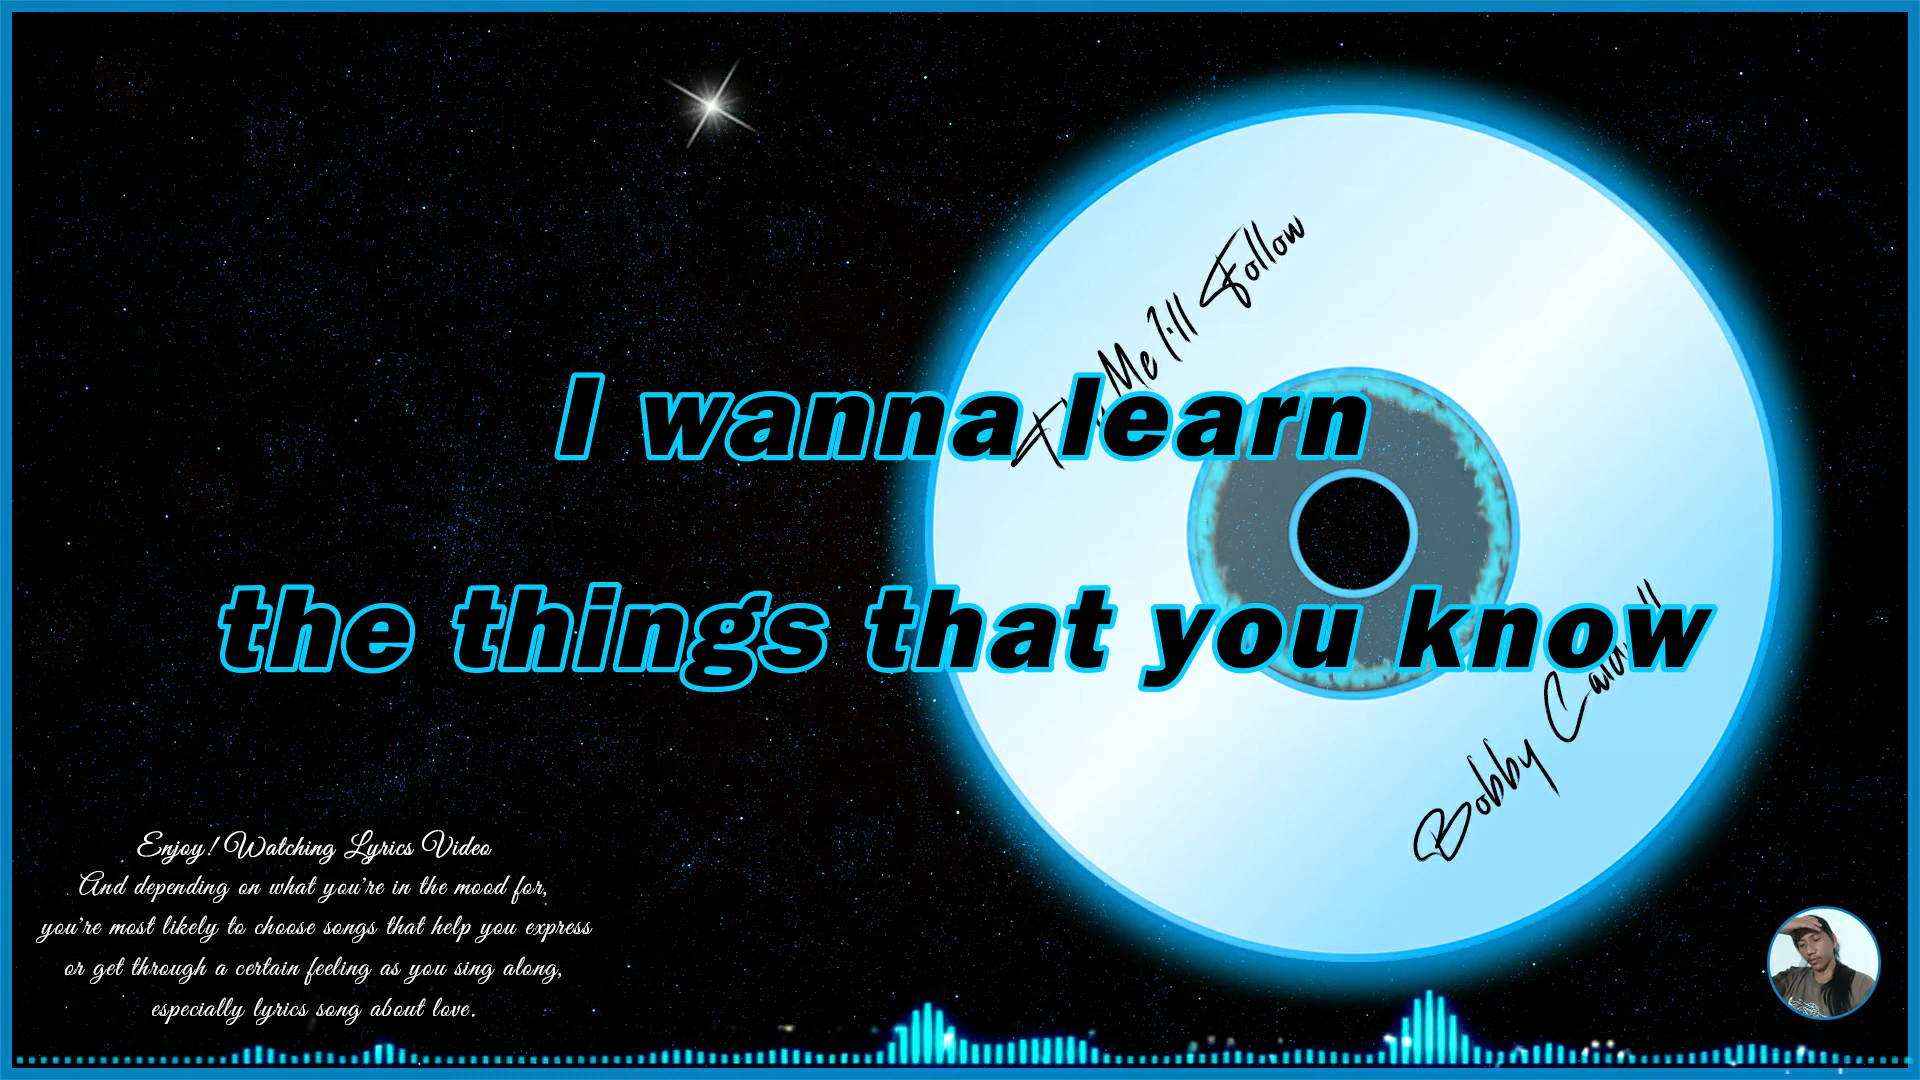 Me I'll Follow
I wanna learn
the things that you know
Bobby
Enjoy! Watching Lyrics Video
And depending on what you're in the mood for,
you're most likely to choose songs that help you express
or get through a certain feeling as you sing along,
especially lyrics song about love.